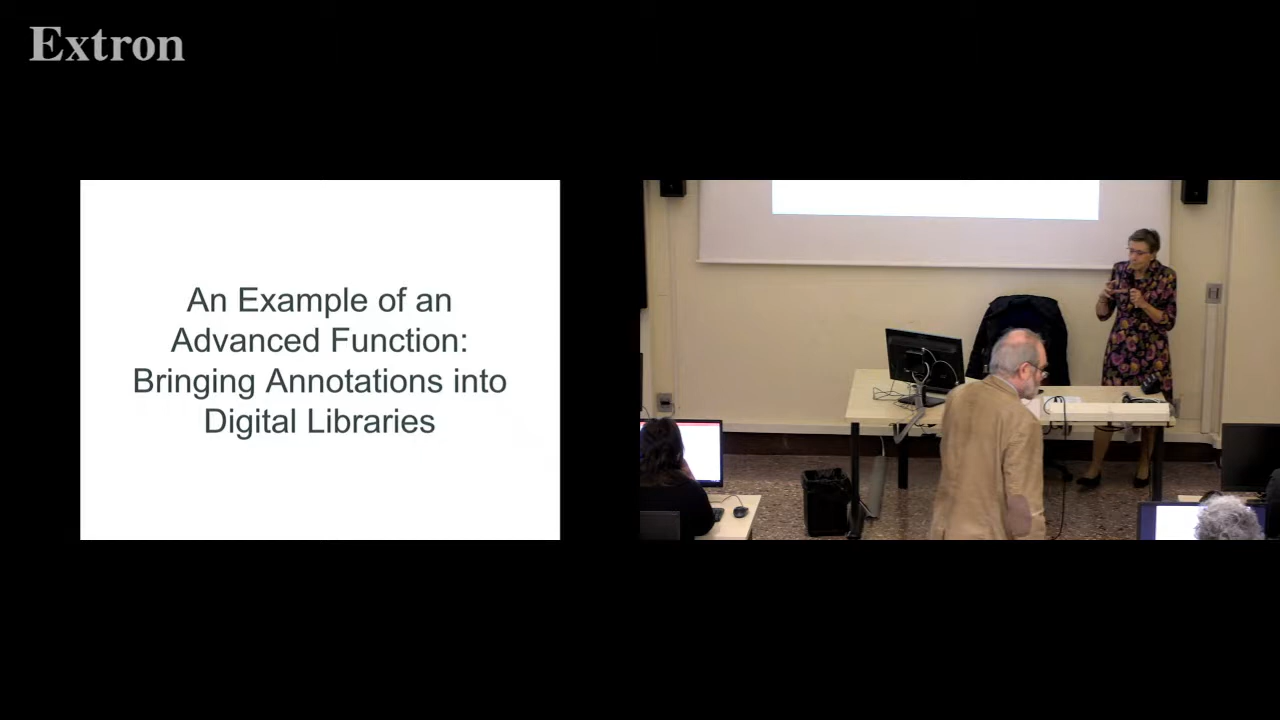 Extron
An Example of an
Advanced Function:
Bringing Annotations into
Digital Libraries